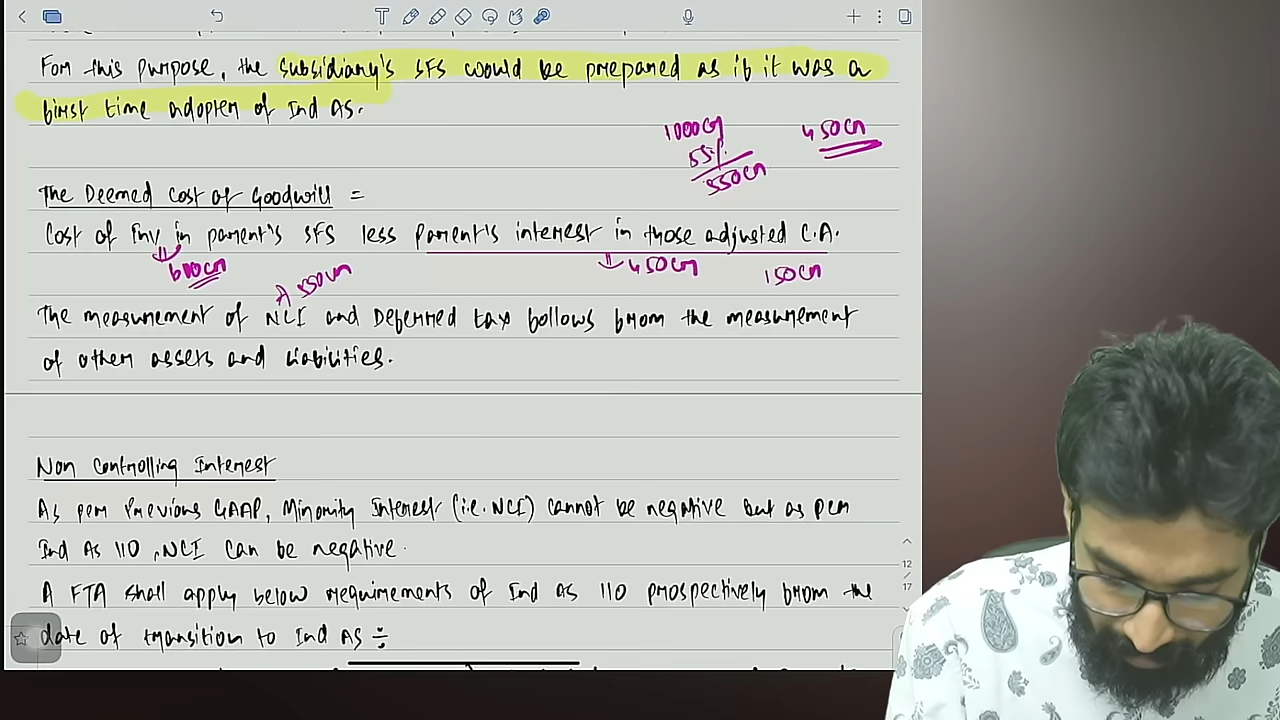 For this purpose, the subsidiary's SFS would be prepared as if it was a
first time adopter of Ind AS.
1000cr
450cr
55%
550cr
The Deemed cost of Goodwill =
Cost of Inv in parent's SFS less parent's interest in those adjusted C.A.
600cr
550cr
450cr
150cr
The measurement of NCI and Deferred tax follows from the measurement
of other assets and liabilities.
Non Controlling Interest
As per Previous GAAP, Minority Interest (i.e. NCI) cannot be negative but as per
Ind AS 110, NCI can be negative.
12
/
17
A FTA shall apply below requirements of Ind AS 110 prospectively from the
date of transition to Ind AS ÷